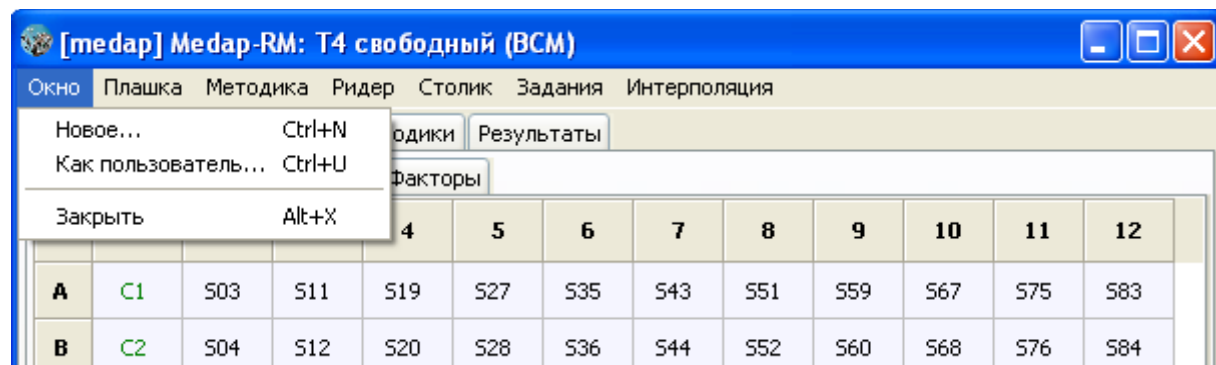 [medap] Medap-RM: Т4 свободный (ВСМ)
Окно Плашка Методика Ридер Столик Задания Интерполяция
Новое... Ctrl+N
одики Результаты
Как пользователь... Ctrl+U
Факторы
Закрыть Alt+X
4 5 6 7 8 9 10 11 12
A C1 S03 S11 S19 S27 S35 S43 S51 S59 S67 S75 S83
B C2 S04 S12 S20 S28 S36 S44 S52 S60 S68 S76 S84